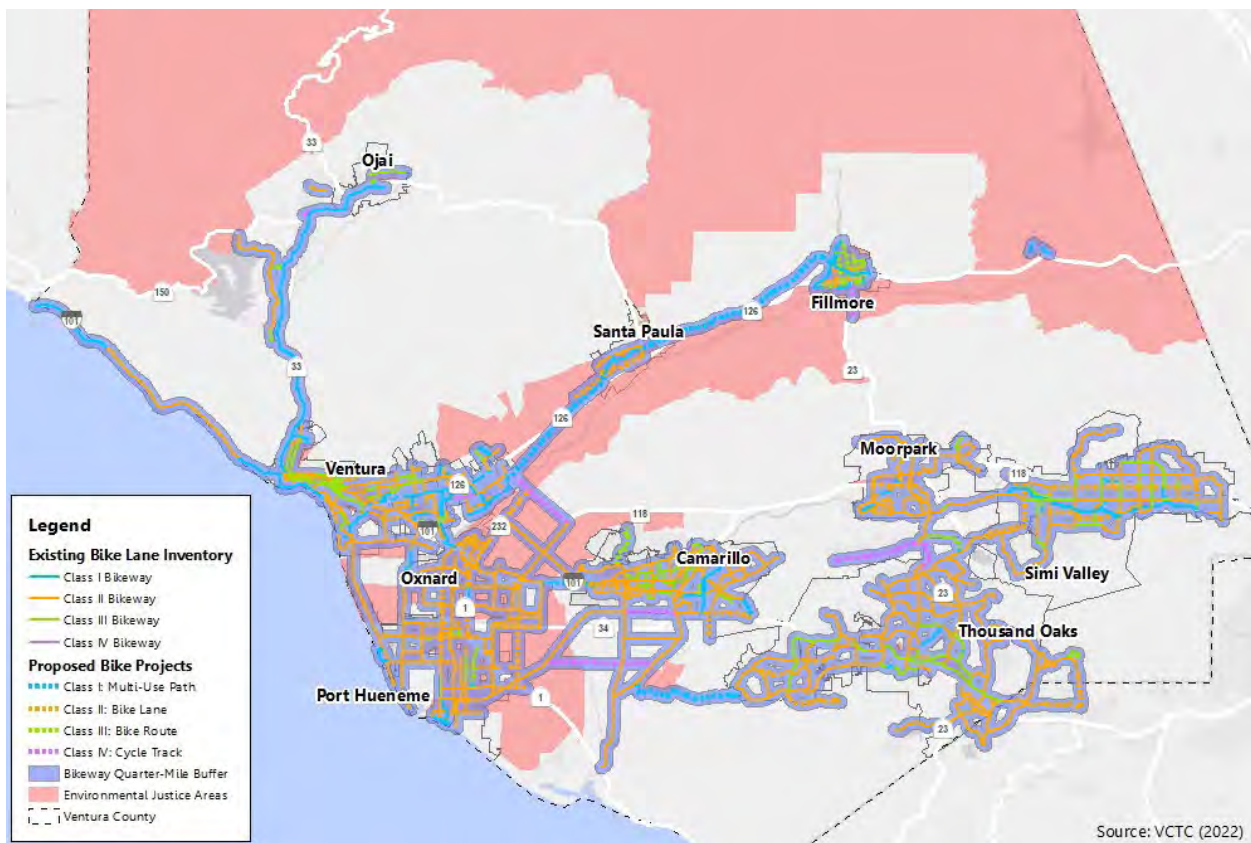 33
Ojai
150
101
33
126
Fillmore
Santa Paula
126
23
126
Ventura
126
Moorpark
118
232
118
101
Camarillo
Oxnard
101
Simi Valley
1
34
23
Thousand Oaks
Port Hueneme
1
23
Legend
Existing Bike Lane Inventory
Class I Bikeway
Class II Bikeway
Class III Bikeway
Class IV Bikeway
Proposed Bike Projects
Class I: Multi-Use Path
Class II: Bike Lane
Class III: Bike Route
Class IV: Cycle Track
Bikeway Quarter-Mile Buffer
Environmental Justice Areas
Ventura County
Source: VCTC (2022)